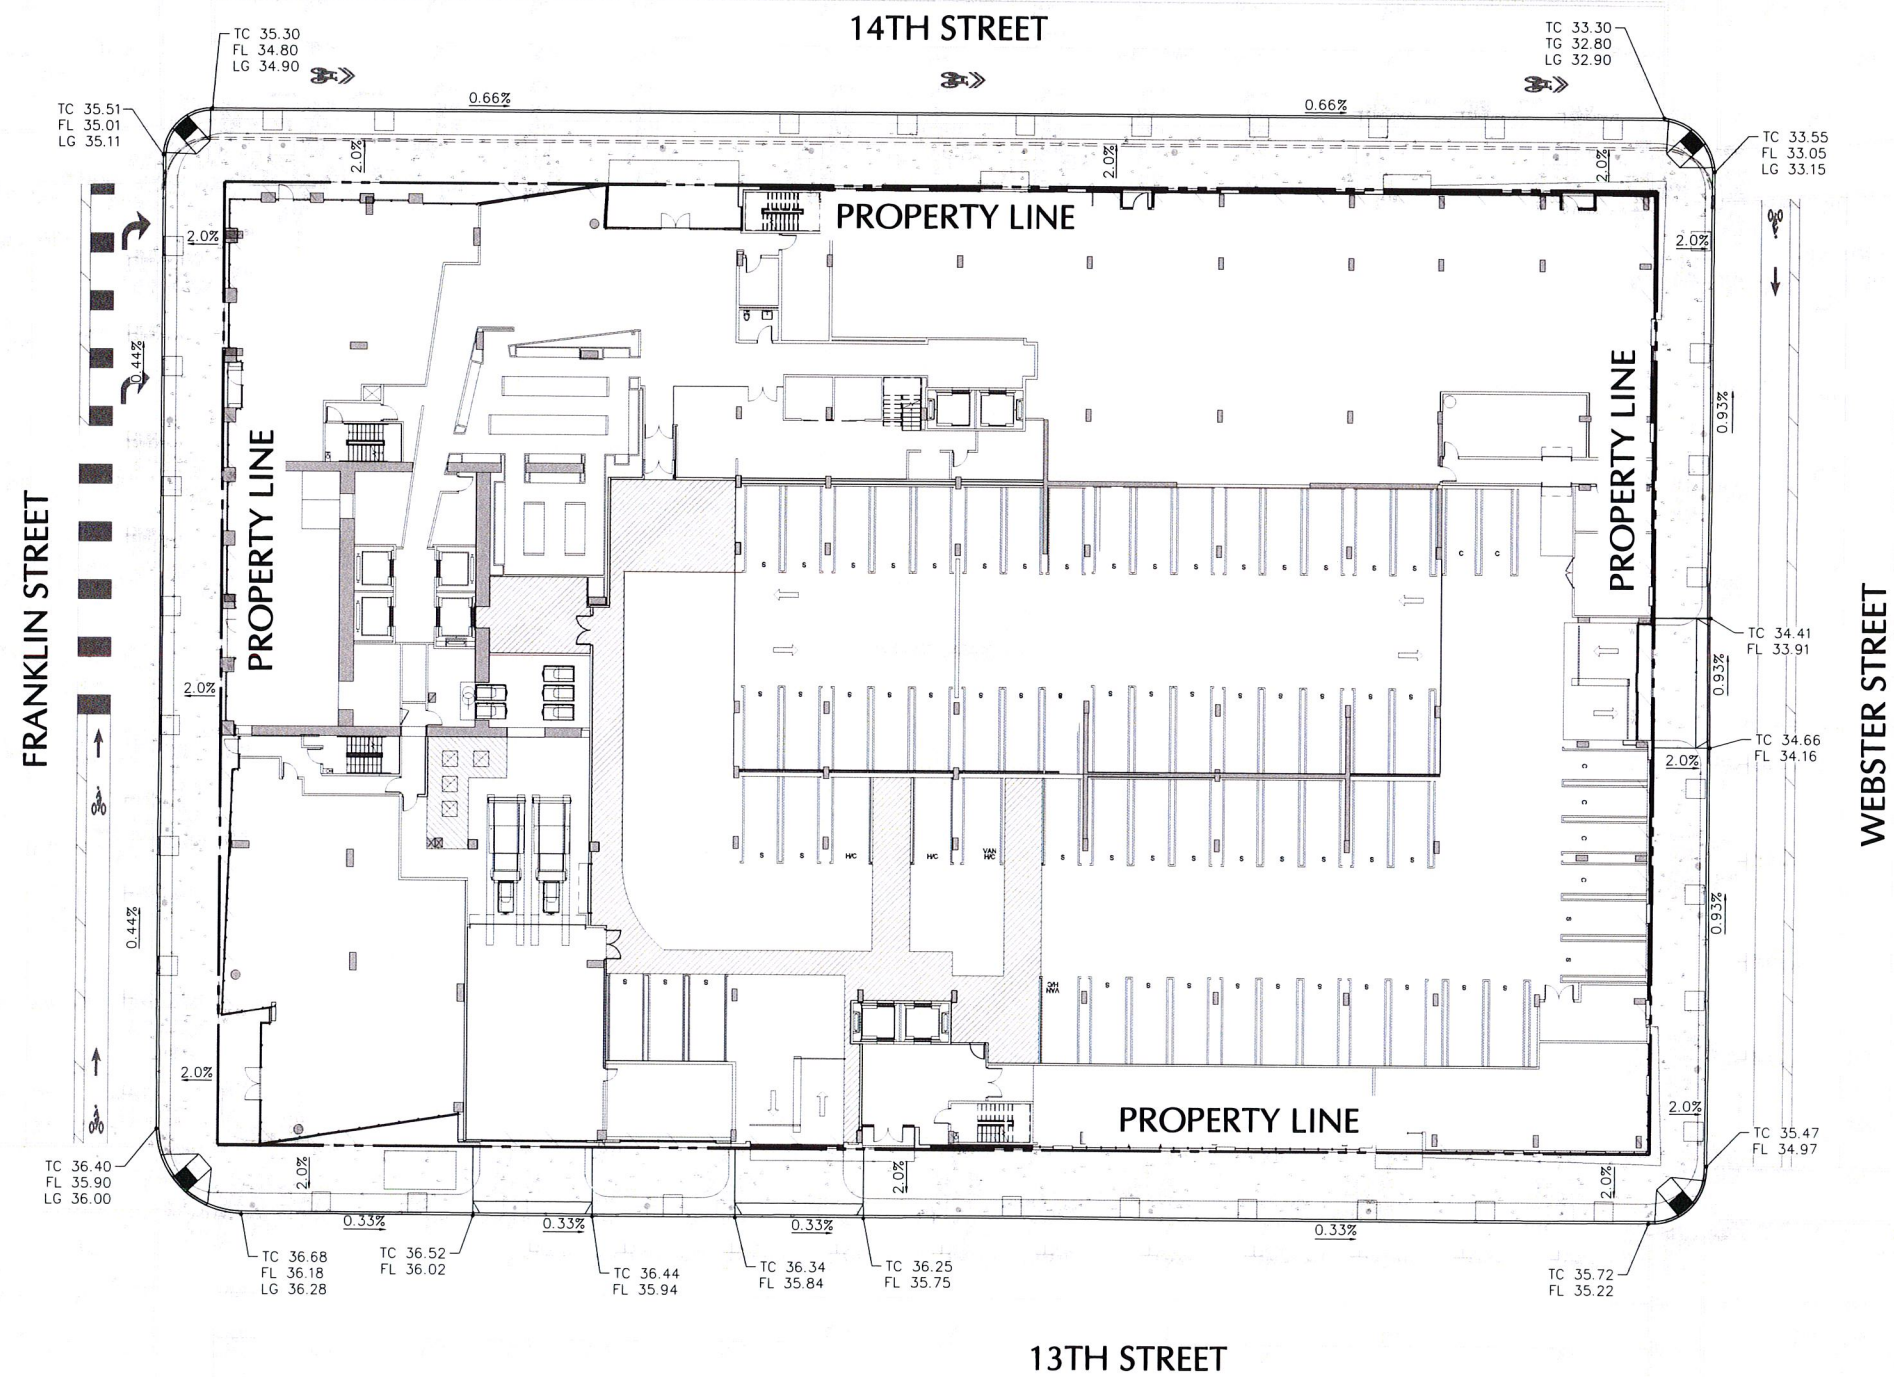 14TH STREET
TC 35.30
FL 34.80
LG 34.90
TC 33.30
TG 32.80
LG 32.90
TC 35.51
FL 35.01
LG 35.11
0.66%
0.66%
TC 33.55
FL 33.05
LG 33.15
2.0%
2.0%
2.0%
PROPERTY LINE
2.0%
2.0%
0.44%
0.93%
PROPERTY LINE
PROPERTY LINE
FRANKLIN STREET
WEBSTER STREET
S S S S S S S S S S S S S S S S C C
TC 34.41
FL 33.91
0.93%
2.0%
S S S S S S S S S S S S S S S S
TC 34.66
FL 34.16
2.0%
C
C
C
C
S
S
S S H/C H/C VAN
H/C S S S S S S S S S
0.44%
0.93%
S S S VAN
H/C S S S S S S S S S S
2.0%
2.0%
PROPERTY LINE
TC 35.47
FL 34.97
TC 36.40
FL 35.90
LG 36.00
2.0%
2.0%
2.0%
0.33%
0.33%
0.33%
0.33%
TC 36.68
FL 36.18
LG 36.28
TC 36.52
FL 36.02
TC 36.44
FL 35.94
TC 36.34
FL 35.84
TC 36.25
FL 35.75
TC 35.72
FL 35.22
13TH STREET